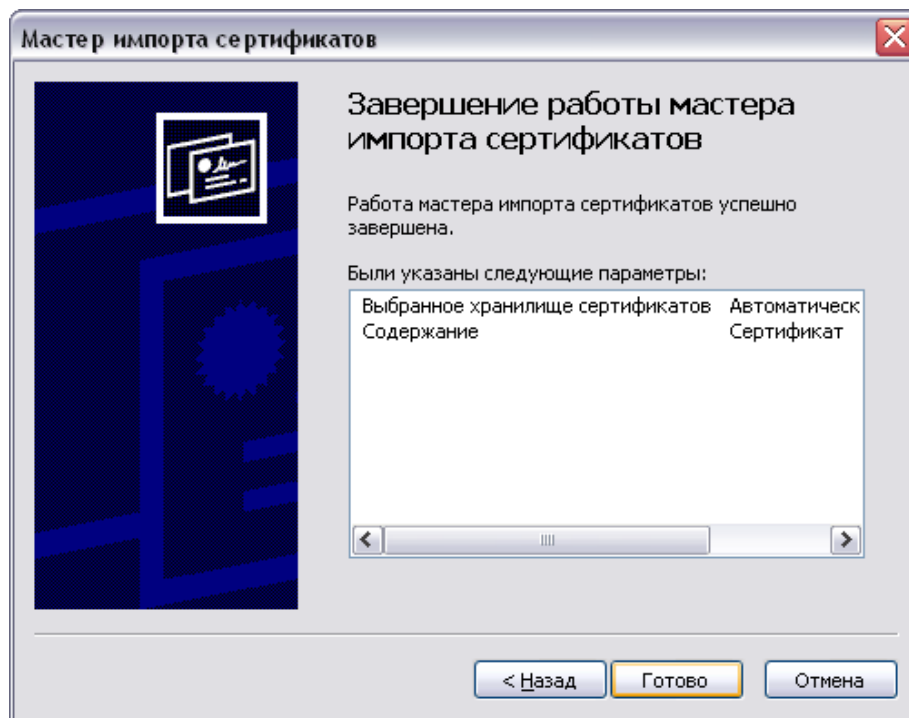 Мастер импорта сертификатов
Завершение работы мастера
импорта сертификатов
Работа мастера импорта сертификатов успешно
завершена.
Были указаны следующие параметры:
Выбранное хранилище сертификатов Автоматическ
Содержание Сертификат
< Назад Готово Отмена